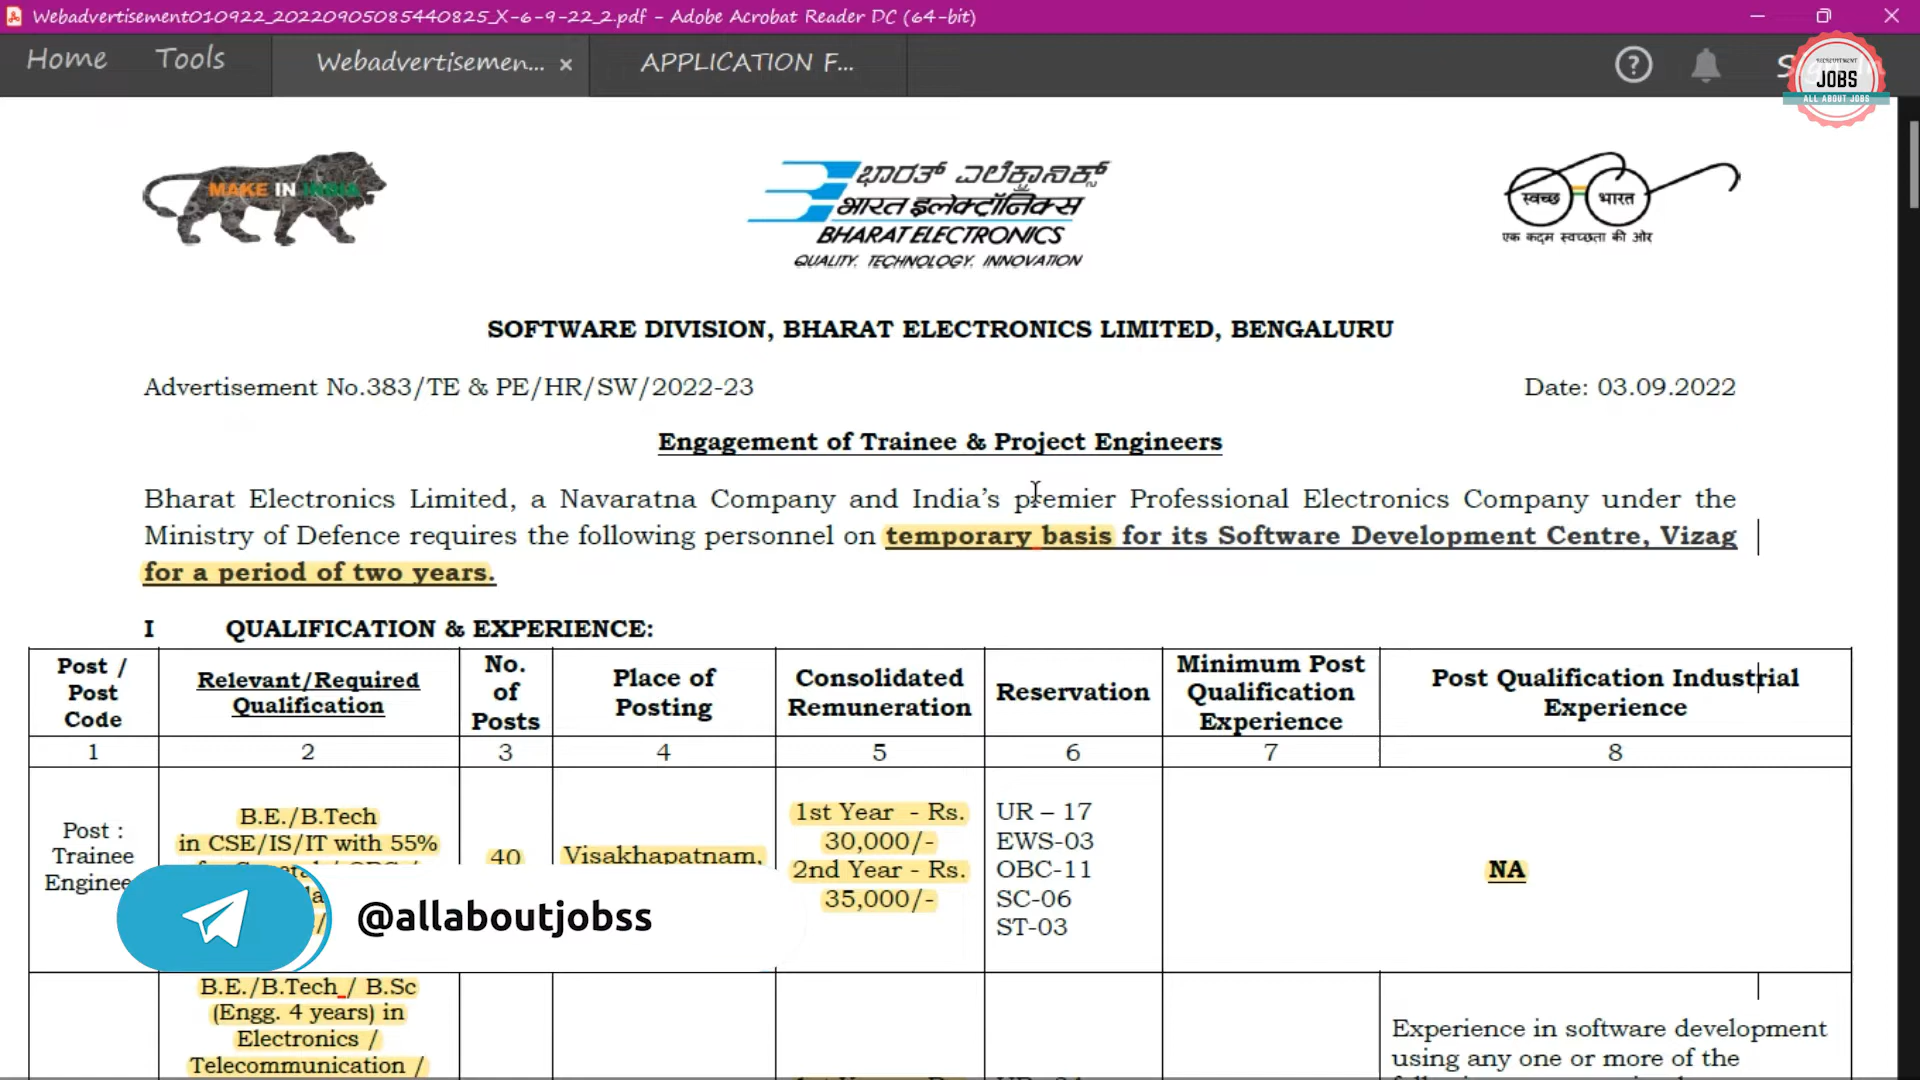 Webadvertisement010922_20220905085440825_X-6-9-22_2.pdf - Adobe Acrobat Reader DC (64-bit)
Home
Tools
Webadvertisemen...
APPLICATION F...
RECRUITMENT
JOBS
ALL ABOUT JOBS
MAKE IN INDIA
ಭಾರತ್ ಎಲೆಕ್ಟ್ರಾನಿಕ್ಸ್
भारत इलेक्ट्रॉनिक्स
BHARAT ELECTRONICS
QUALITY. TECHNOLOGY. INNOVATION
स्वच्छ भारत
एक कदम स्वच्छता की ओर
SOFTWARE DIVISION, BHARAT ELECTRONICS LIMITED, BENGALURU
Advertisement No.383/TE & PE/HR/SW/2022-23
Date: 03.09.2022
Engagement of Trainee & Project Engineers
Bharat Electronics Limited, a Navaratna Company and India's premier Professional Electronics Company under the
Ministry of Defence requires the following personnel on temporary basis for its Software Development Centre, Vizag
for a period of two years.
I QUALIFICATION & EXPERIENCE:
Post /
Post
Code
Relevant/Required
Qualification
No.
of
Posts
Place of
Posting
Consolidated
Remuneration
Reservation
Minimum Post
Qualification
Experience
Post Qualification Industrial
Experience
1
2
3
4
5
6
7
8
Post :
Trainee
Enginee
B.E./B.Tech
in CSE/IS/IT with 55%
40
Visakhapatnam,
1st Year - Rs.
30,000/-
2nd Year - Rs.
35,000/-
UR – 17
EWS-03
OBC-11
SC-06
ST-03
NA
@allaboutjobss
B.E./B.Tech / B.Sc
(Engg. 4 years) in
Electronics /
Telecommunication /
Experience in software development
using any one or more of the